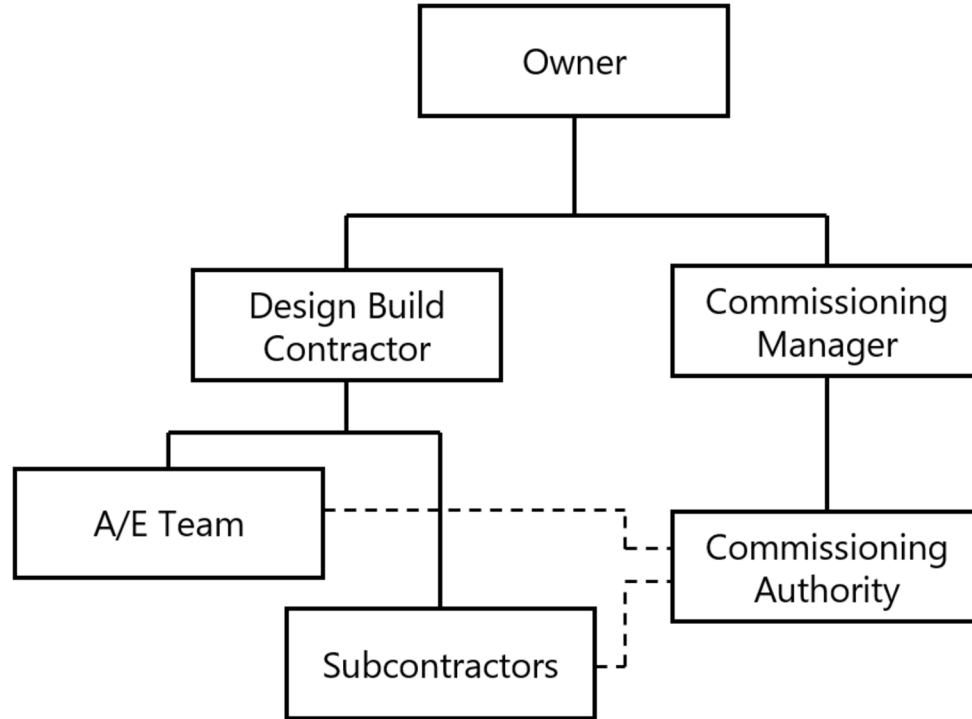 Owner
Design Build
Contractor
Commissioning
Manager
A/E Team
Commissioning
Authority
Subcontractors